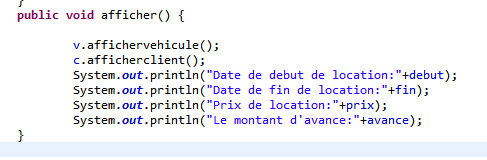 }
public void afficher() {
v.affichervehicule();
c.afficherclient();
System.out.println("Date de debut de location:"+debut);
System.out.println("Date de fin de location:"+fin);
System.out.println("Prix de location:"+prix);
System.out.println("Le montant d'avance:"+avance);
}